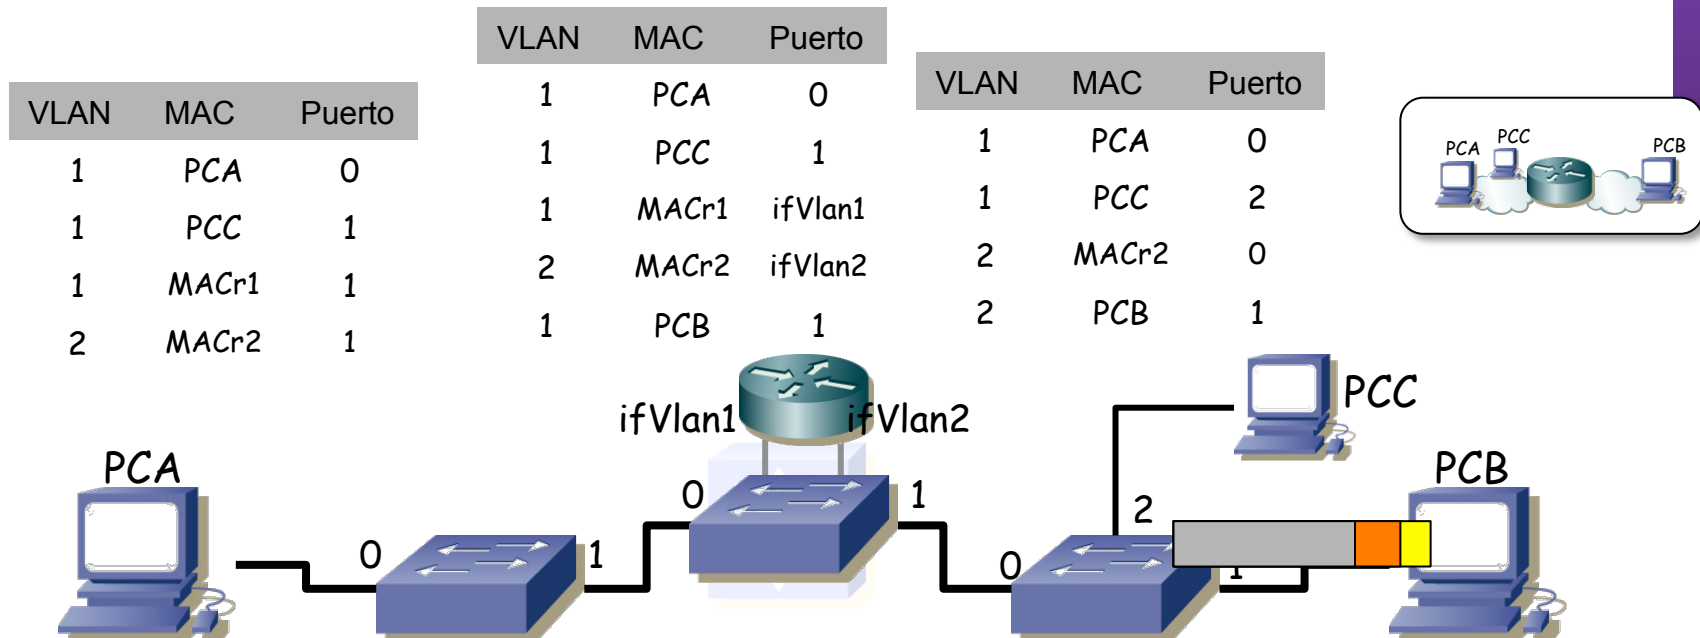 VLAN MAC Puerto
1 PCA 0
1 PCC 1
1 MACr1 1
2 MACr2 1
VLAN MAC Puerto
1 PCA 0
1 PCC 1
1 MACr1 ifVlan1
2 MACr2 ifVlan2
1 PCB 1
VLAN MAC Puerto
1 PCA 0
1 PCC 2
2 MACr2 0
2 PCB 1
PCA PCC PCB
ifVlan1 ifVlan2
PCC
PCA
PCB
0 1
2
0 1
0 1